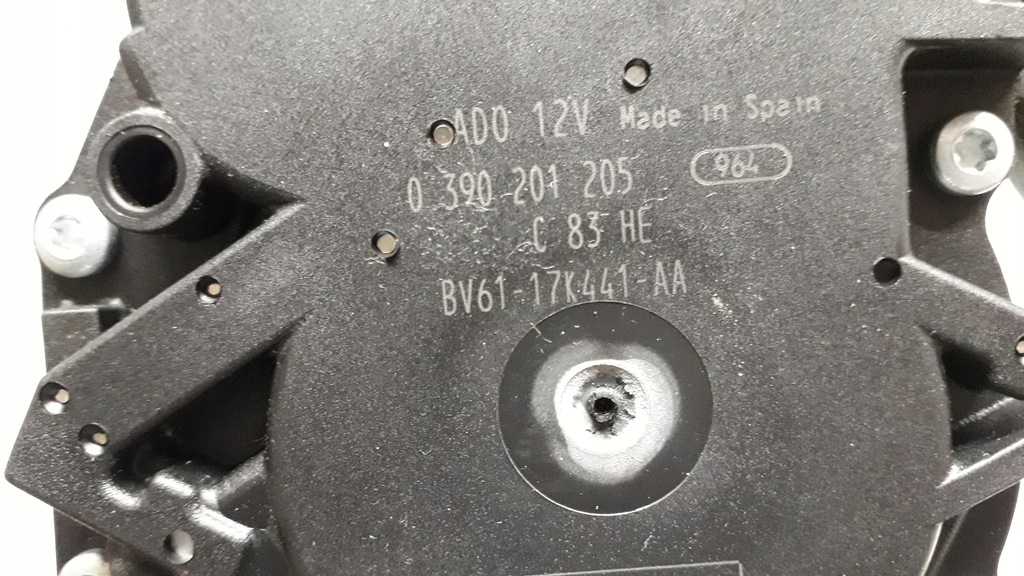 ADO 12V Made in Spain
0 390 201 205 964
C 83 HE
BV61-17K441-AA